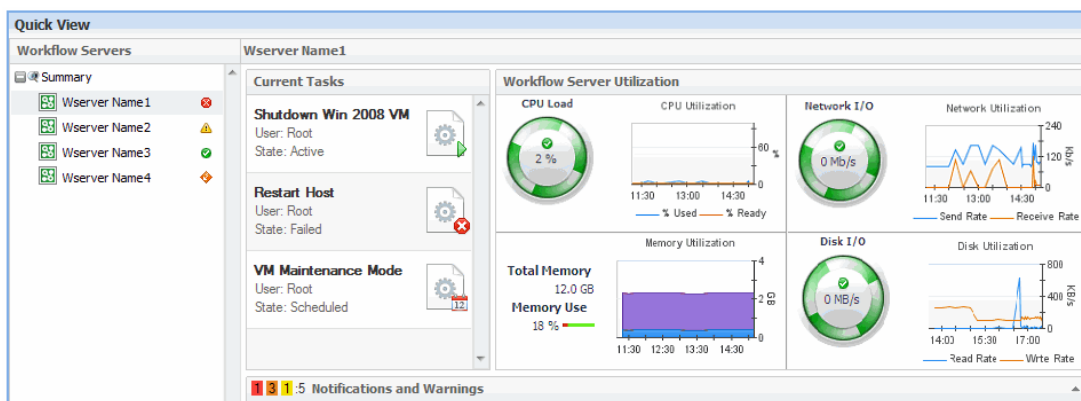 Quick View
Workflow Servers
Summary
Wserver Name1
Wserver Name2
Wserver Name3
Wserver Name4
Wserver Name1
Current Tasks
Shutdown Win 2008 VM
User: Root
State: Active
Restart Host
User: Root
State: Failed
VM Maintenance Mode
User: Root
State: Scheduled
12
Workflow Server Utilization
CPU Load
2 %
CPU Utilization
60
%
0
11:30 13:00 14:30
% Used % Ready
Network I/O
0 Mb/s
Network Utilization
240
120
0
Kb/s
11:30 13:00 14:30
Send Rate Receive Rate
Total Memory
12.0 GB
Memory Use
18 %
Memory Utilization
4
2
0
GB
11:30 12:30 13:30 14:30
Disk I/O
0 MB/s
Disk Utilization
800
400
0
KB/s
14:00 15:30 17:00
Read Rate Write Rate
1 3 1 :5 Notifications and Warnings